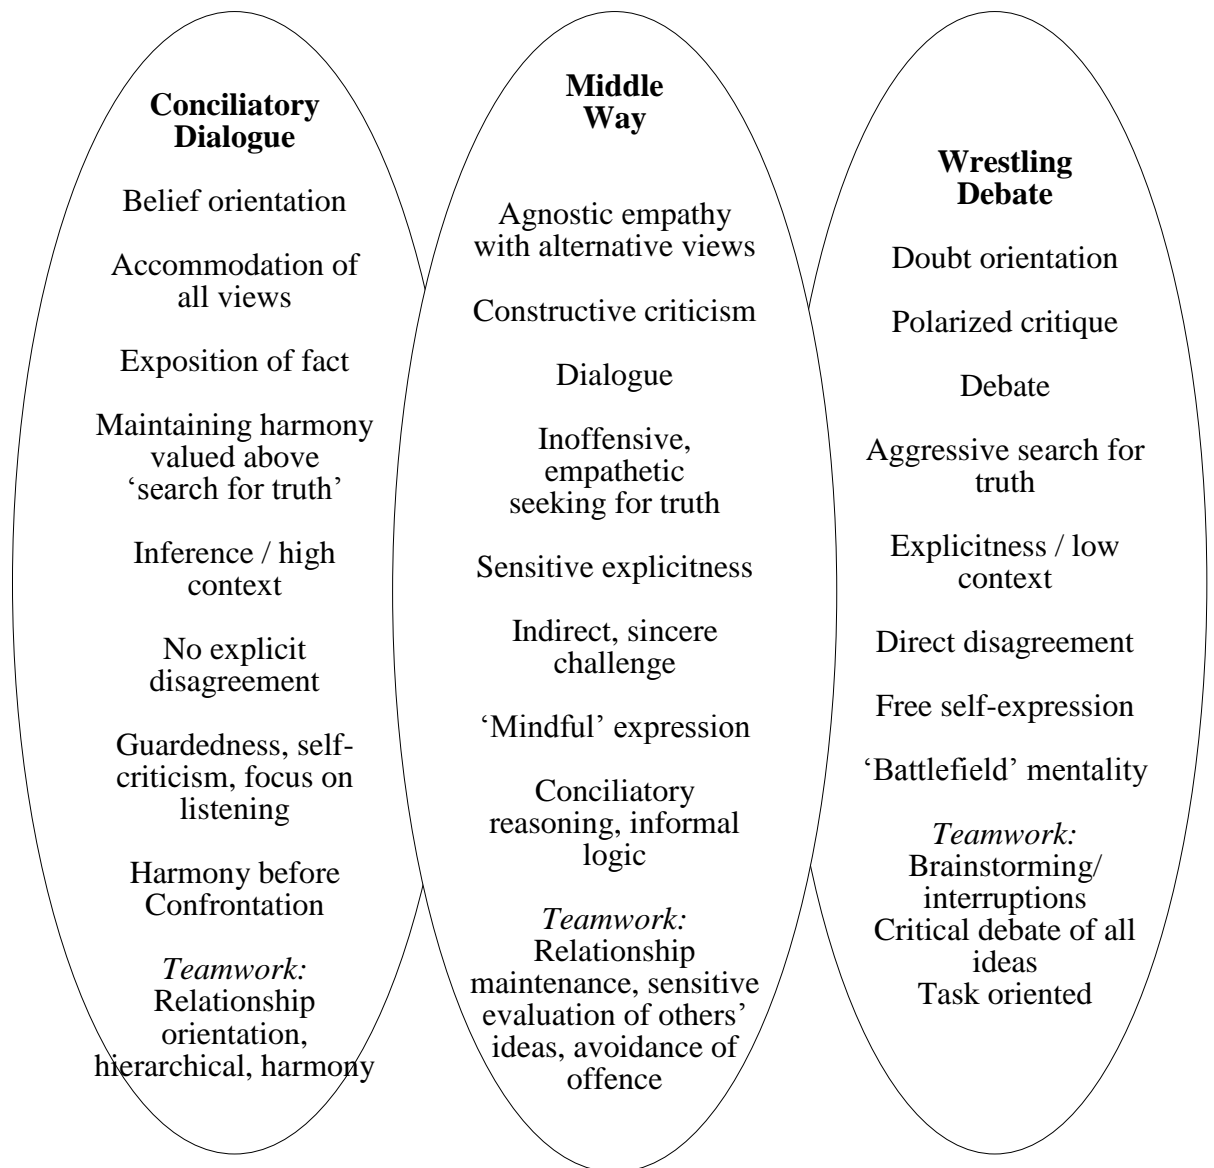 Conciliatory
Dialogue
Belief orientation
Accommodation of
all views
Exposition of fact
Maintaining harmony
valued above
‘search for truth’
Inference / high
context
No explicit
disagreement
Guardedness, self-
criticism, focus on
listening
Harmony before
Confrontation
Teamwork:
Relationship
orientation,
hierarchical, harmony
Middle
Way
Agnostic empathy
with alternative views
Constructive criticism
Dialogue
Inoffensive,
empathetic
seeking for truth
Sensitive explicitness
Indirect, sincere
challenge
‘Mindful’ expression
Conciliatory
reasoning, informal
logic
Teamwork:
Relationship
maintenance, sensitive
evaluation of others’
ideas, avoidance of
offence
Wrestling
Debate
Doubt orientation
Polarized critique
Debate
Aggressive search for
truth
Explicitness / low
context
Direct disagreement
Free self-expression
‘Battlefield’ mentality
Teamwork:
Brainstorming/
interruptions
Critical debate of all
ideas
Task oriented